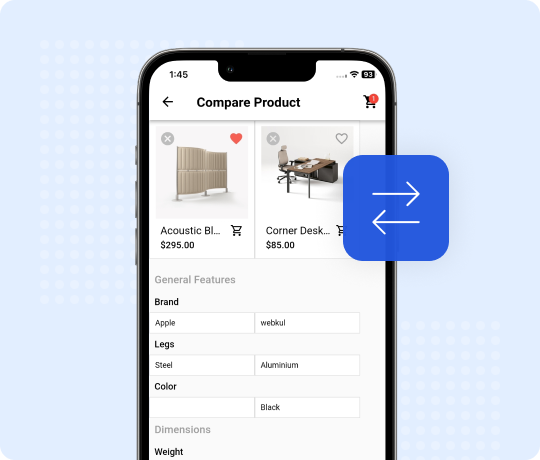 1:45 93
Compare Product 1
Acoustic Bl... Corner Desk...
$295.00 $85.00
General Features
Brand
Apple webkul
Legs
Steel Aluminium
Color
Black
Dimensions
Weight